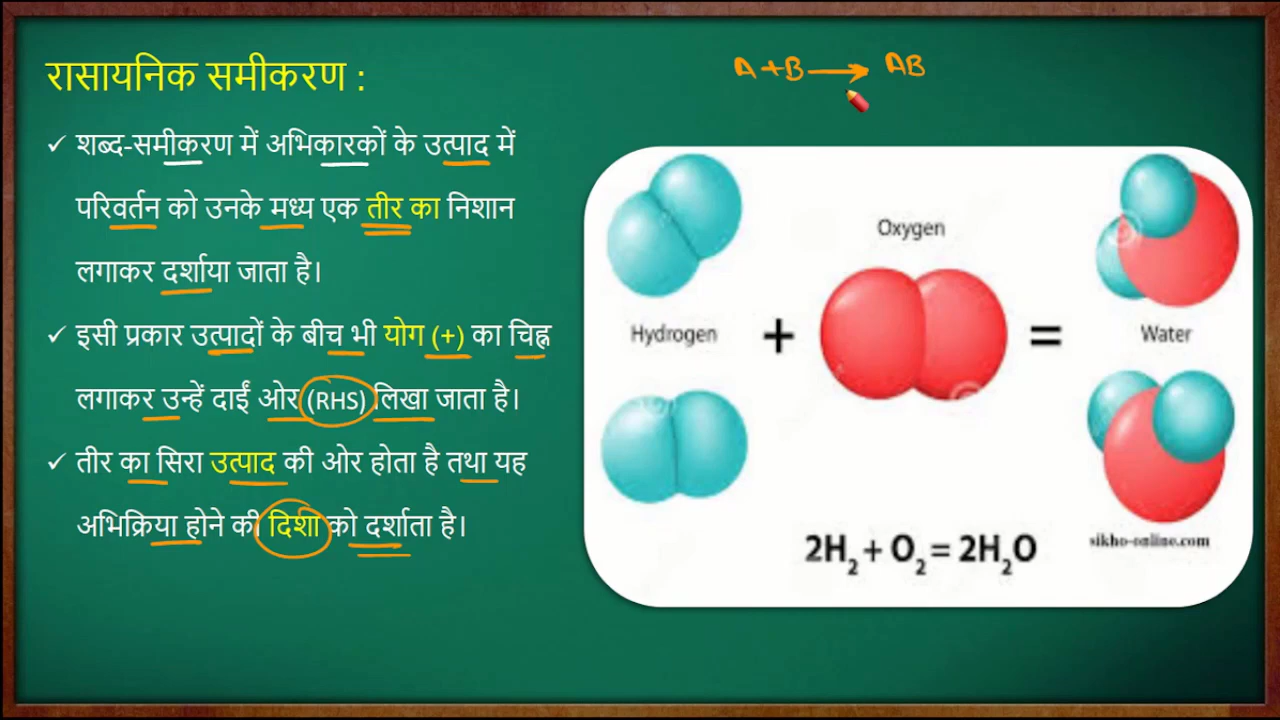 रासायनिक समीकरण :
✓ शब्द-समीकरण में अभिकारकों के उत्पाद में
परिवर्तन को उनके मध्य एक तीर का निशान
लगाकर दर्शाया जाता है।
✓ इसी प्रकार उत्पादों के बीच भी योग (+) का चिह्न
लगाकर उन्हें दाईं ओर (RHS) लिखा जाता है।
✓ तीर का सिरा उत्पाद की ओर होता है तथा यह
अभिक्रिया होने की दिशा को दर्शाता है।
A+B⟶AB
Oxygen
Hydrogen + = Water
2H₂ + O₂ = 2H₂O
sikho-online.com